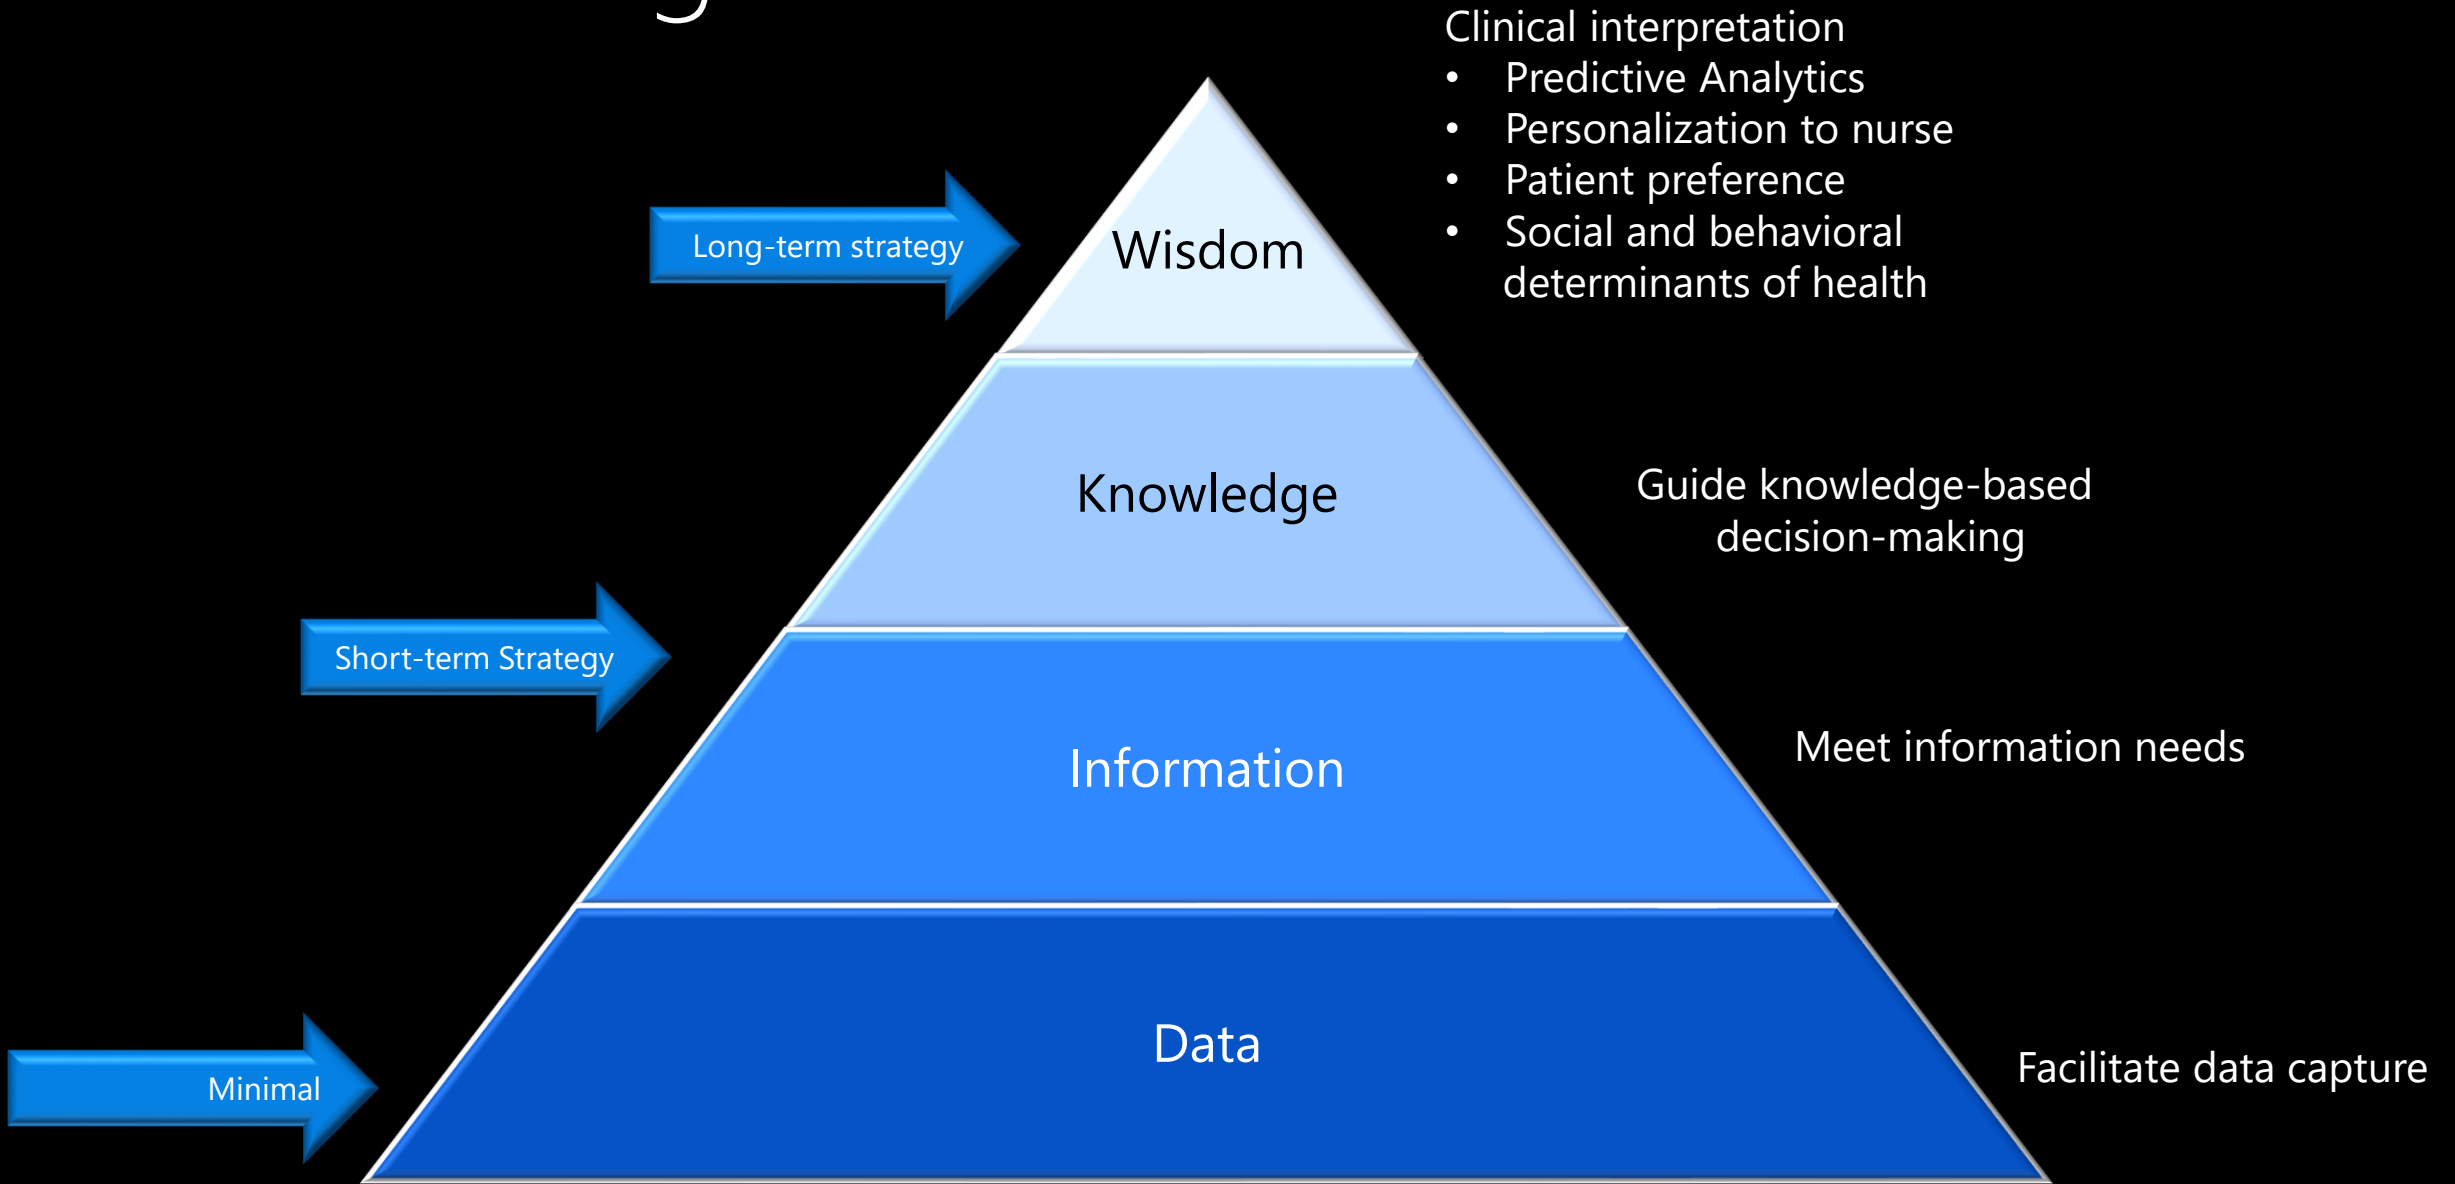 Clinical interpretation
• Predictive Analytics
• Personalization to nurse
• Patient preference
• Social and behavioral
determinants of health
Long-term strategy
Wisdom
Knowledge
Guide knowledge-based
decision-making
Short-term Strategy
Information
Meet information needs
Data
Facilitate data capture
Minimal